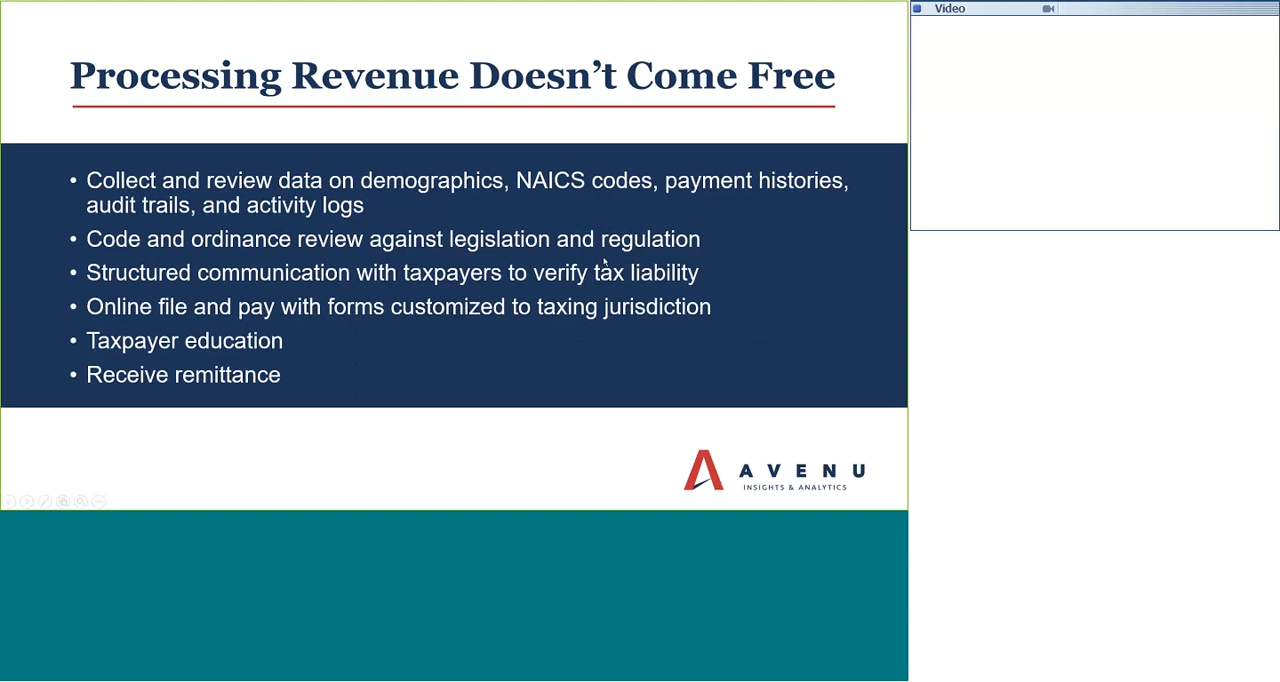 Processing Revenue Doesn’t Come Free
• Collect and review data on demographics, NAICS codes, payment histories,
audit trails, and activity logs
• Code and ordinance review against legislation and regulation
• Structured communication with taxpayers to verify tax liability
• Online file and pay with forms customized to taxing jurisdiction
• Taxpayer education
• Receive remittance
AVENU
INSIGHTS & ANALYTICS
Video